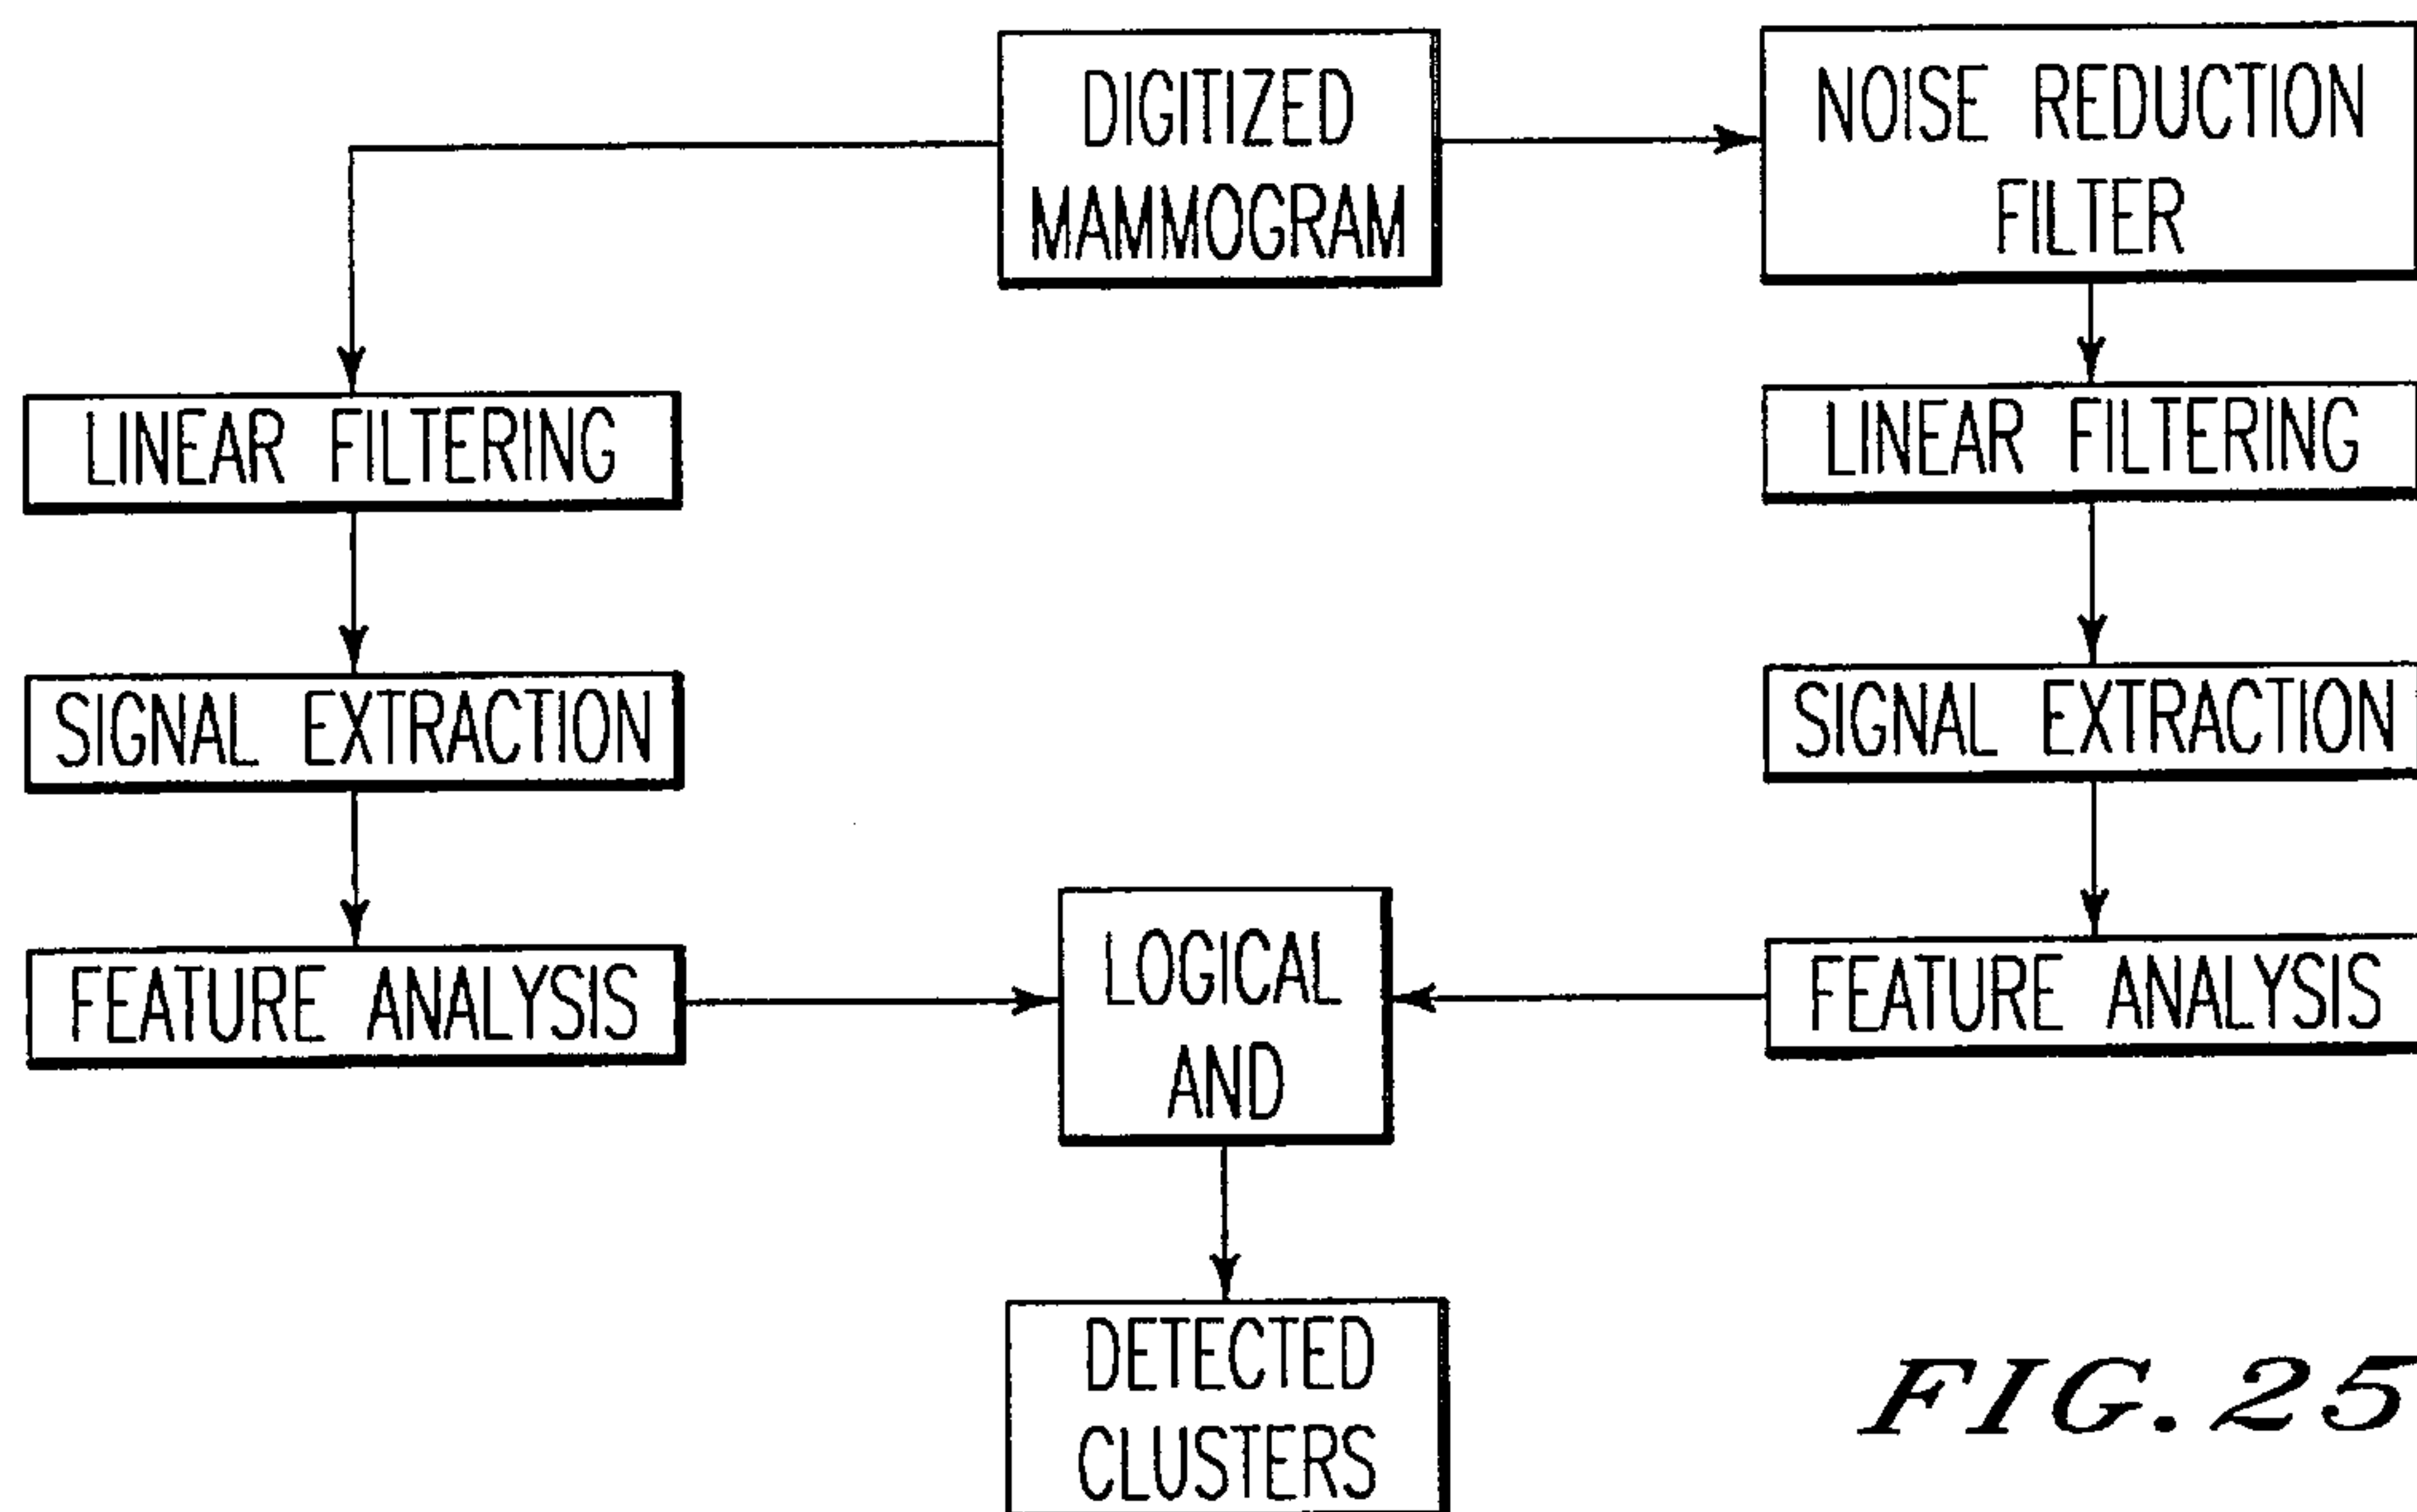 DIGITIZED
MAMMOGRAM
NOISE REDUCTION
FILTER
LINEAR FILTERING
LINEAR FILTERING
SIGNAL EXTRACTION
SIGNAL EXTRACTION
FEATURE ANALYSIS
LOGICAL
AND
FEATURE ANALYSIS
DETECTED
CLUSTERS
FIG. 25